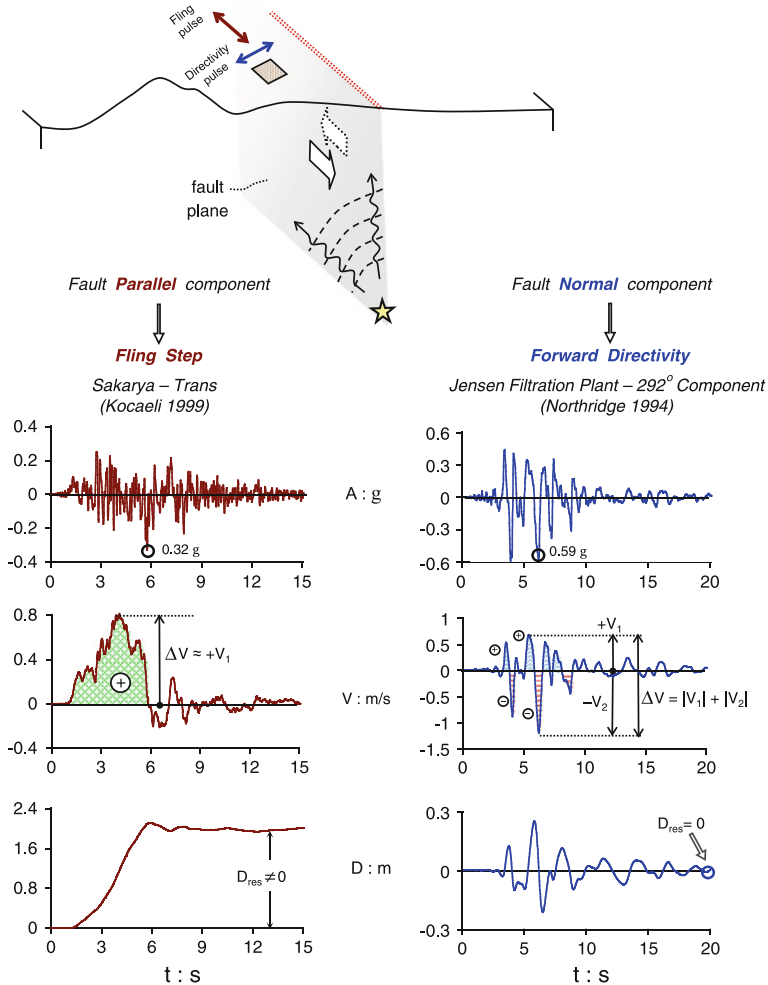 Fling
pulse
Directivity
pulse
fault
plane
Fault Parallel component
Fling Step
Sakarya – Trans
(Kocaeli 1999)
Fault Normal component
Forward Directivity
Jensen Filtration Plant – 292° Component
(Northridge 1994)
0.4
0.2
0
-0.2
-0.4
0 3 6 9 12 15
0.32 g
A : g
0.6
0.3
0
-0.3
-0.6
0 5 10 15 20
0.59 g
0.8
0.4
0
-0.4
0 3 6 9 12 15
+
ΔV ≈ +V₁
V : m/s
1
0.5
0
-0.5
-1
-1.5
0 5 10 15 20
+
+
−
−
+V₁
−V₂
ΔV = |V₁| + |V₂|
2.4
1.6
0.8
0
0 3 6 9 12 15
Dres ≠ 0
t : s
D : m
0.3
0
-0.3
0 5 10 15 20
Dres = 0
t : s